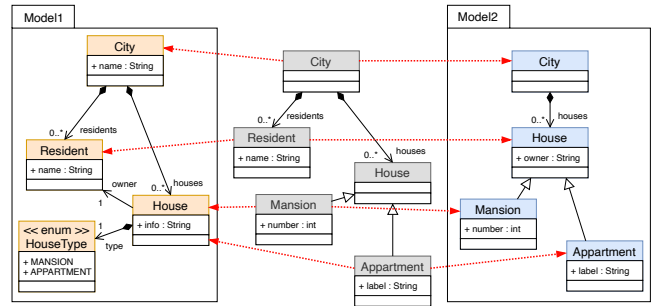 Model1
City
+ name : String
0..*
residents
Resident
+ name : String
owner
1
0..*
houses
House
+ info : String
1
type
<< enum >>
HouseType
+ MANSION
+ APPARTMENT
City
0..*
residents
Resident
+ name : String
0..*
houses
House
Mansion
+ number : int
Appartment
+ label : String
Model2
City
0..*
houses
House
+ owner : String
Mansion
+ number : int
Appartment
+ label : String